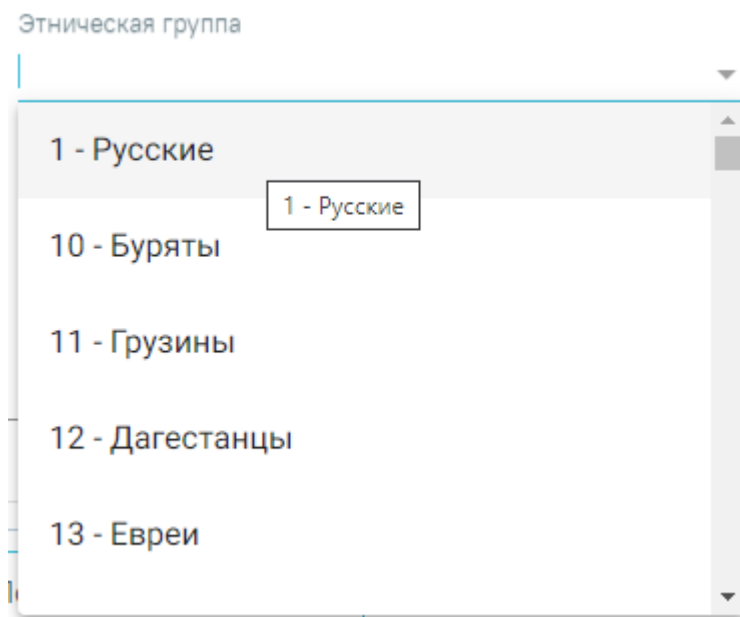 Этническая группа
1 - Русские
1 - Русские
10 - Буряты
11 - Грузины
12 - Дагестанцы
13 - Евреи